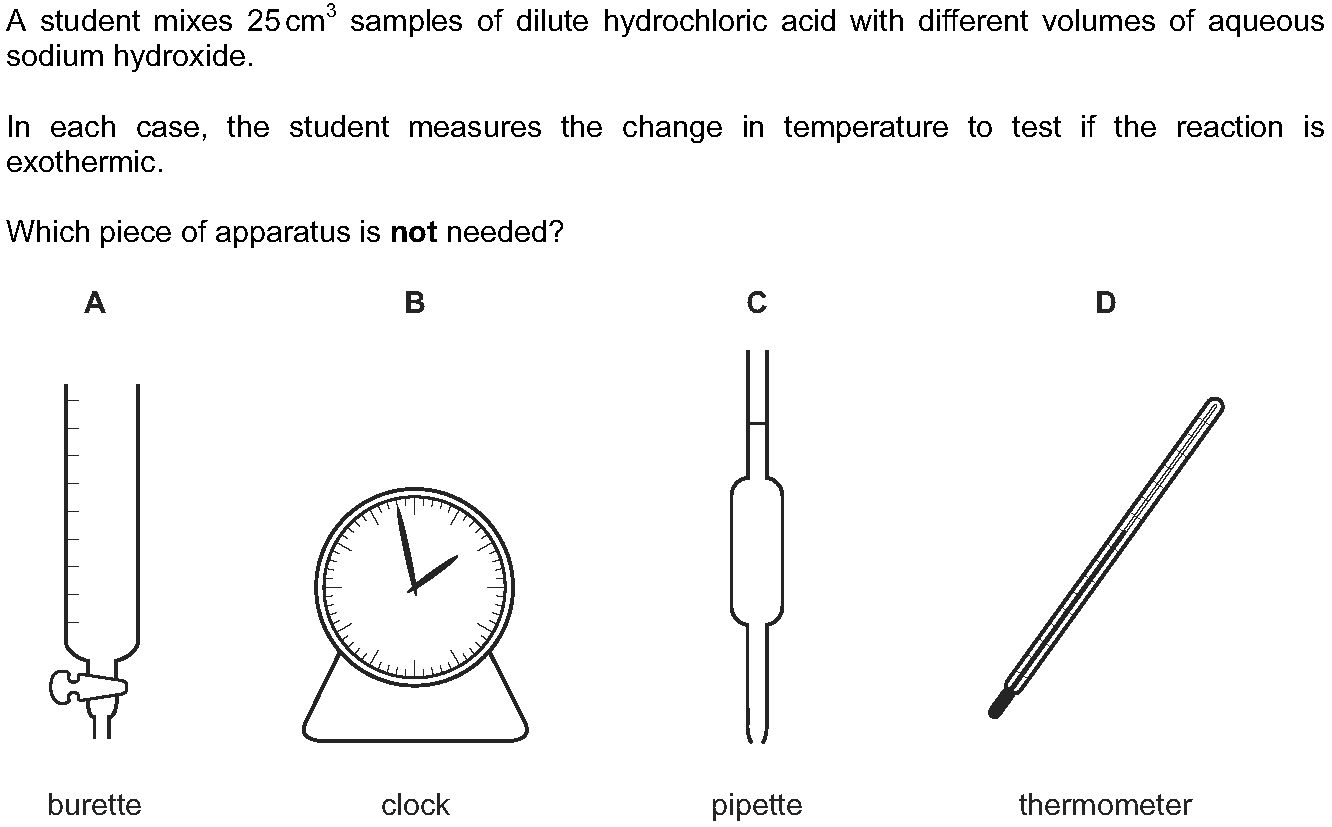 A student mixes 25 cm³ samples of dilute hydrochloric acid with different volumes of aqueous
sodium hydroxide.
In each case, the student measures the change in temperature to test if the reaction is
exothermic.
Which piece of apparatus is not needed?
A B C D
burette clock pipette thermometer